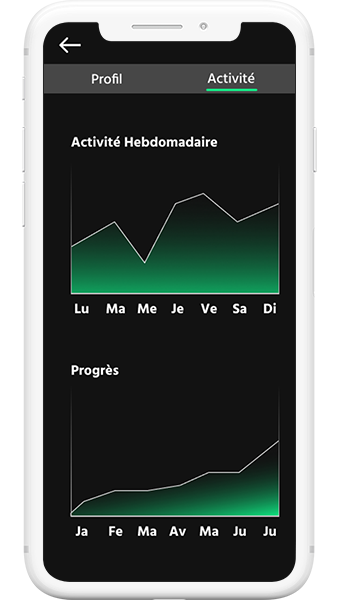 Profil Activité
Activité Hebdomadaire
Lu Ma Me Je Ve Sa Di
Progrès
Ja Fe Ma Av Ma Ju Ju